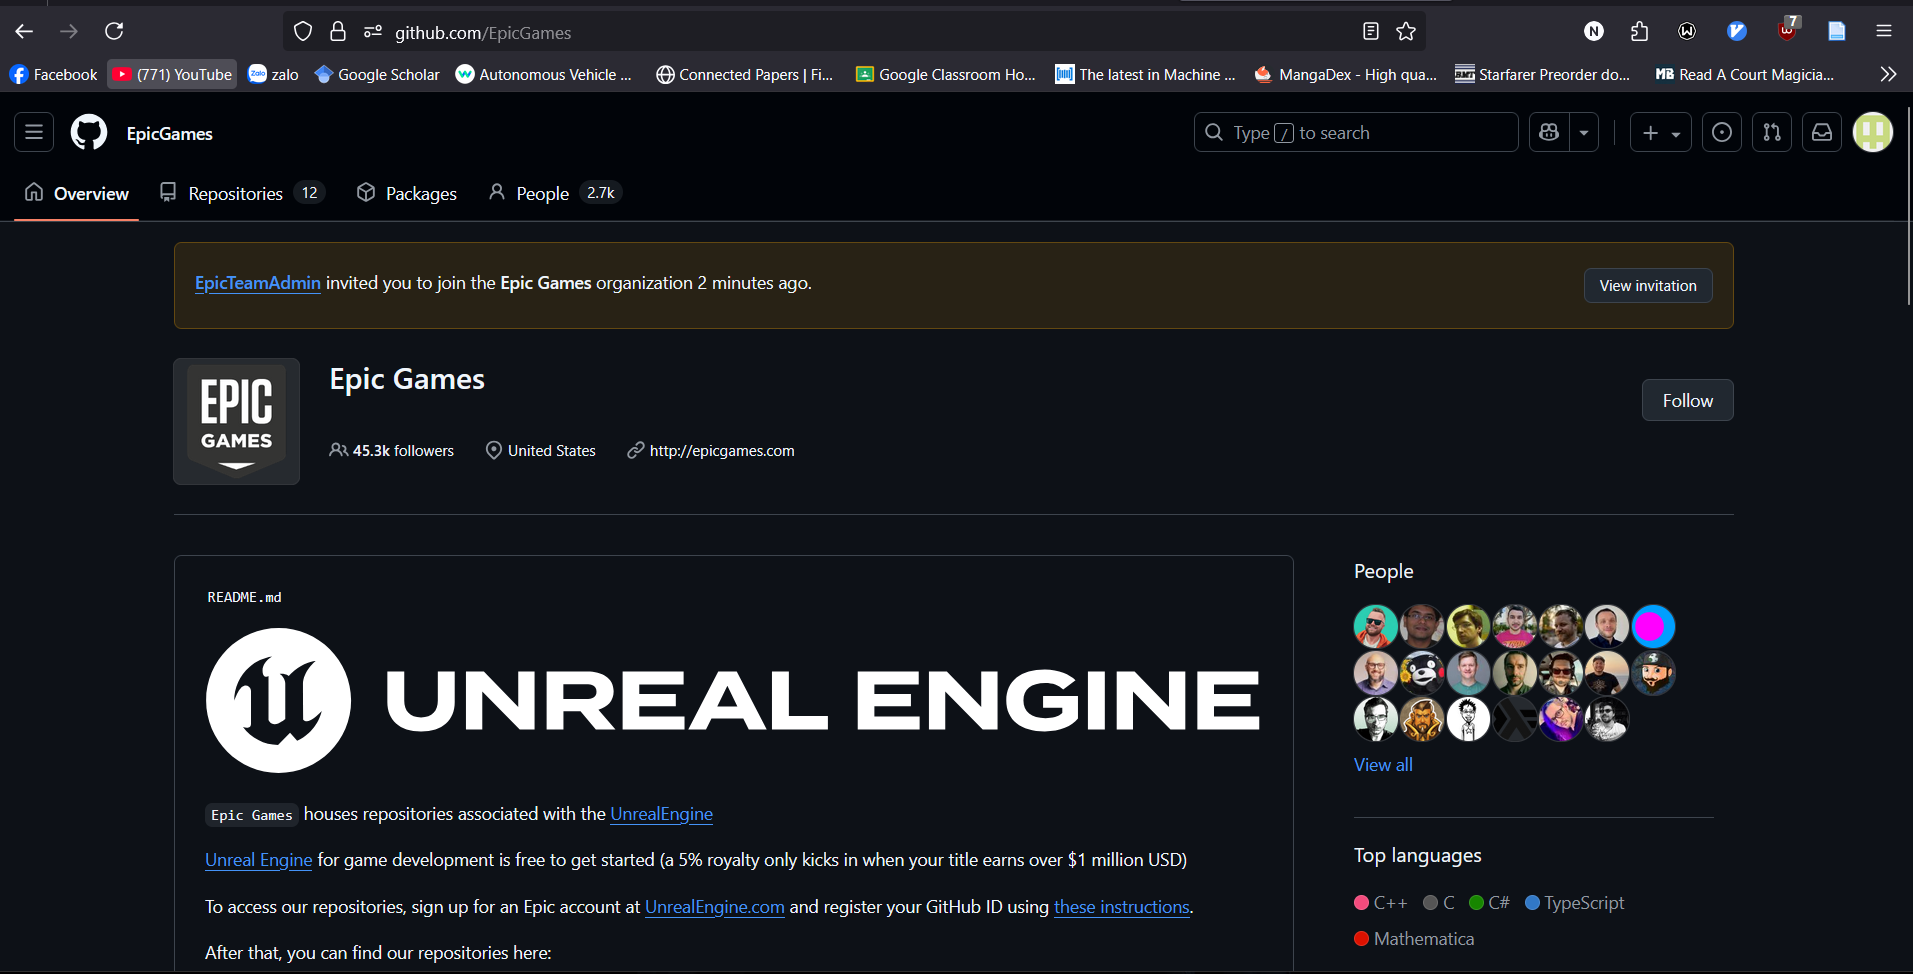 github.com/EpicGames
N
W
7
Facebook
(771) YouTube
Zalo
zalo
Google Scholar
Autonomous Vehicle ...
Connected Papers | Fi...
Google Classroom Ho...
The latest in Machine ...
MangaDex - High qua...
Starfarer Preorder do...
MB
Read A Court Magicia...
EpicGames
Type / to search
Overview
Repositories 12
Packages
People 2.7k
EpicTeamAdmin invited you to join the Epic Games organization 2 minutes ago.
View invitation
EPIC
GAMES
Epic Games
Follow
45.3k followers
United States
http://epicgames.com
README.md
UNREAL ENGINE
Epic Games houses repositories associated with the UnrealEngine
Unreal Engine for game development is free to get started (a 5% royalty only kicks in when your title earns over $1 million USD)
To access our repositories, sign up for an Epic account at UnrealEngine.com and register your GitHub ID using these instructions.
After that, you can find our repositories here:
People
View all
Top languages
C++ C C# TypeScript
Mathematica